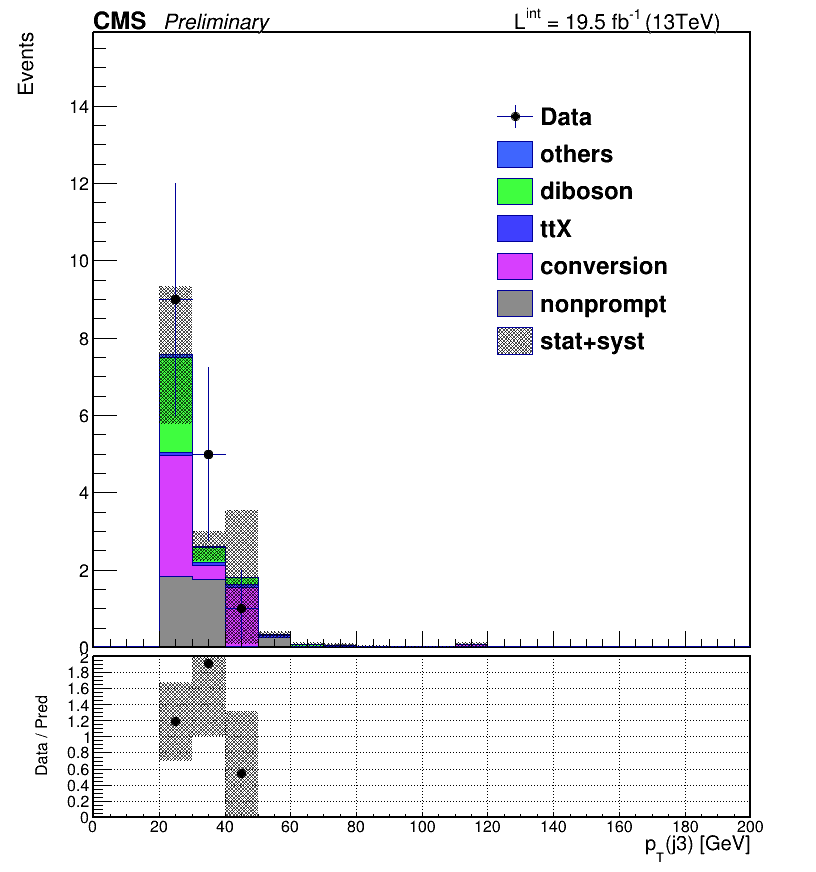 CMS Preliminary L^int = 19.5 fb^-1 (13TeV)
Events
14
12
10
8
6
4
2
0
Data
others
diboson
ttX
conversion
nonprompt
stat+syst
Data / Pred
2
1.8
1.6
1.4
1.2
1
0.8
0.6
0.4
0.2
0
0 20 40 60 80 100 120 140 160 180 200
p_T(j3) [GeV]